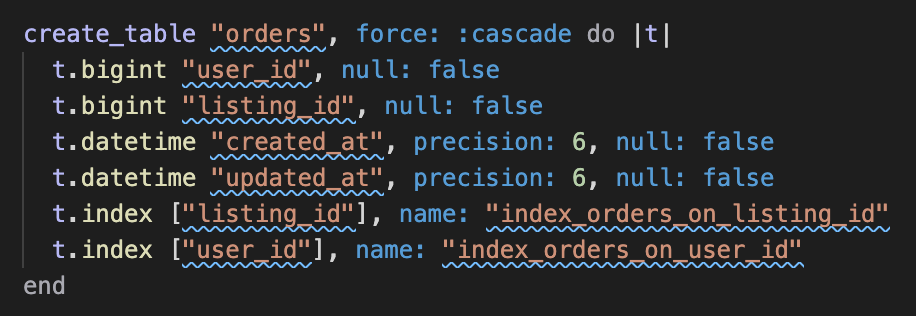 create_table "orders", force: :cascade do |t|
t.bigint "user_id", null: false
t.bigint "listing_id", null: false
t.datetime "created_at", precision: 6, null: false
t.datetime "updated_at", precision: 6, null: false
t.index ["listing_id"], name: "index_orders_on_listing_id"
t.index ["user_id"], name: "index_orders_on_user_id"
end